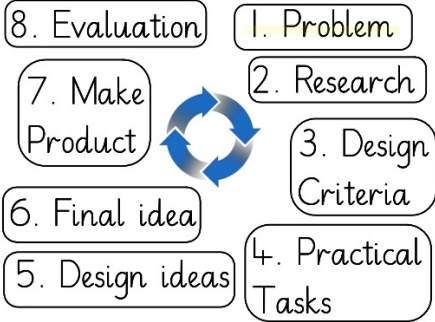 1. Problem
2. Research
3. Design
Criteria
4. Practical
Tasks
5. Design ideas
6. Final idea
7. Make
Product
8. Evaluation